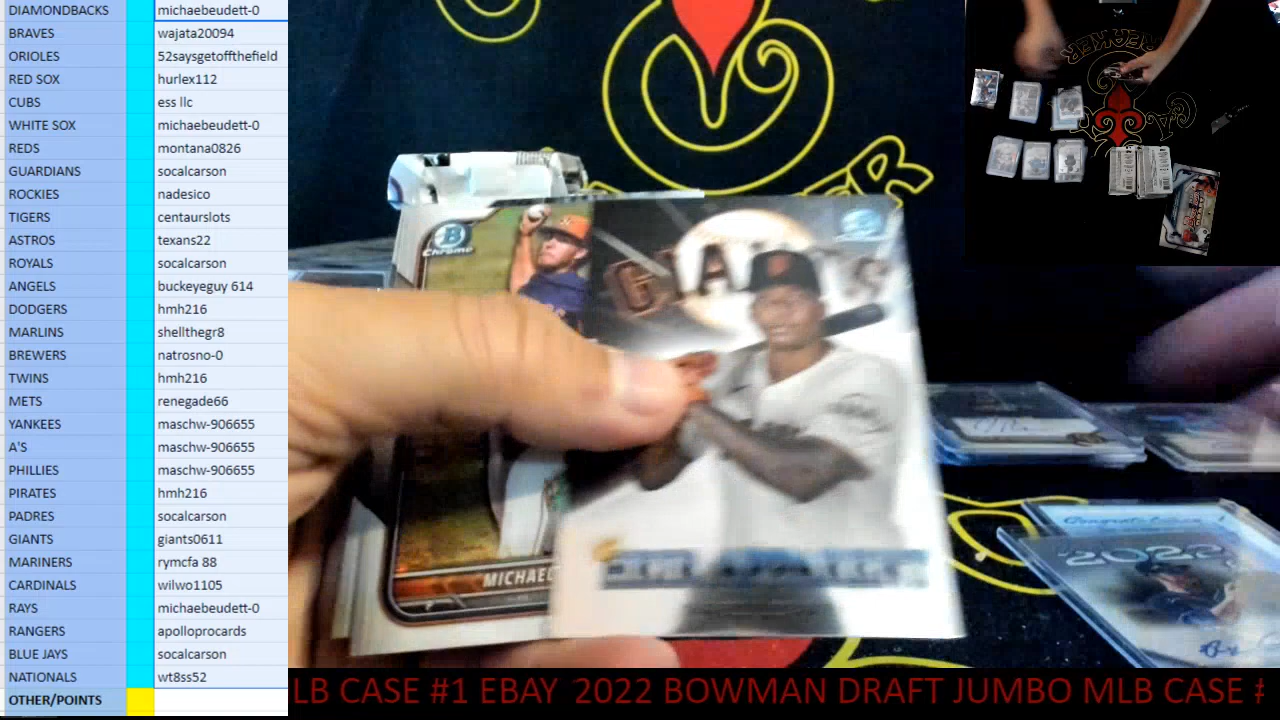 DIAMONDBACKS michaebeudett-0
BRAVES wajata20094
ORIOLES 52saysgetoffthefield
RED SOX hurlex112
CUBS ess llc
WHITE SOX michaebeudett-0
REDS montana0826
GUARDIANS socalcarson
ROCKIES nadesico
TIGERS centaurslots
ASTROS texans22
ROYALS socalcarson
ANGELS buckeyeguy 614
DODGERS hmh216
MARLINS shellthegr8
BREWERS natrosno-0
TWINS hmh216
METS renegade66
YANKEES maschw-906655
A'S maschw-906655
PHILLIES maschw-906655
PIRATES hmh216
PADRES socalcarson
GIANTS giants0611
MARINERS rymcfa 88
CARDINALS wilwo1105
RAYS michaebeudett-0
RANGERS apolloprocards
BLUE JAYS socalcarson
NATIONALS wt8ss52
OTHER/POINTS
BREAKER
B
Chrome
GIANTS
MICHAEL
Congratulations!
2022
LB CASE #1 EBAY 2022 BOWMAN DRAFT JUMBO MLB CASE #